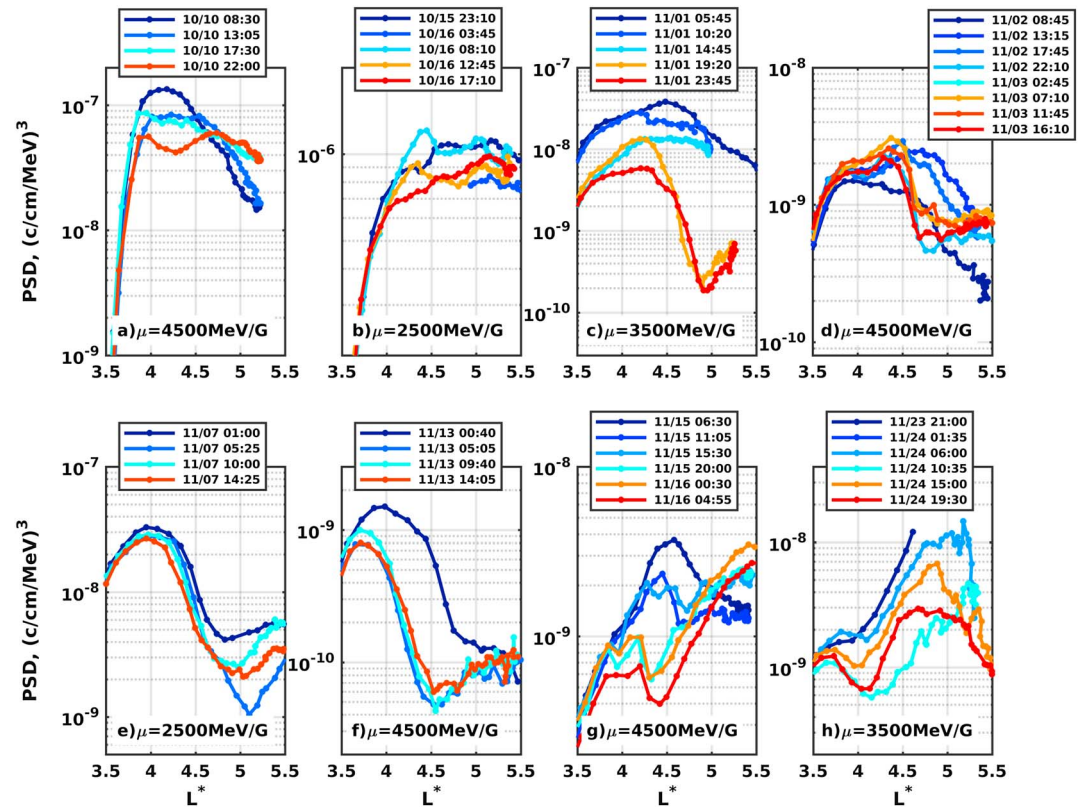 10/10 08:30
10/10 13:05
10/10 17:30
10/10 22:00
10/15 23:10
10/16 03:45
10/16 08:10
10/16 12:45
10/16 17:10
11/01 05:45
11/01 10:20
11/01 14:45
11/01 19:20
11/01 23:45
11/02 08:45
11/02 13:15
11/02 17:45
11/02 22:10
11/03 02:45
11/03 07:10
11/03 11:45
11/03 16:10
PSD, (c/cm/MeV)³
10⁻⁷
10⁻⁸
10⁻⁹
a)μ=4500MeV/G
3.5 4 4.5 5 5.5
10⁻⁶
b)μ=2500MeV/G
3.5 4 4.5 5 5.5
10⁻⁷
10⁻⁸
10⁻⁹
10⁻¹⁰
c)μ=3500MeV/G
3.5 4 4.5 5 5.5
10⁻⁸
10⁻⁹
10⁻¹⁰
d)μ=4500MeV/G
3.5 4 4.5 5 5.5
11/07 01:00
11/07 05:25
11/07 10:00
11/07 14:25
11/13 00:40
11/13 05:05
11/13 09:40
11/13 14:05
11/15 06:30
11/15 11:05
11/15 15:30
11/15 20:00
11/16 00:30
11/16 04:55
11/23 21:00
11/24 01:35
11/24 06:00
11/24 10:35
11/24 15:00
11/24 19:30
PSD, (c/cm/MeV)³
10⁻⁷
10⁻⁸
10⁻⁹
e)μ=2500MeV/G
3.5 4 4.5 5 5.5
L*
10⁻⁹
10⁻¹⁰
f)μ=4500MeV/G
3.5 4 4.5 5 5.5
L*
10⁻⁸
10⁻⁹
g)μ=4500MeV/G
3.5 4 4.5 5 5.5
L*
10⁻⁸
10⁻⁹
h)μ=3500MeV/G
3.5 4 4.5 5 5.5
L*